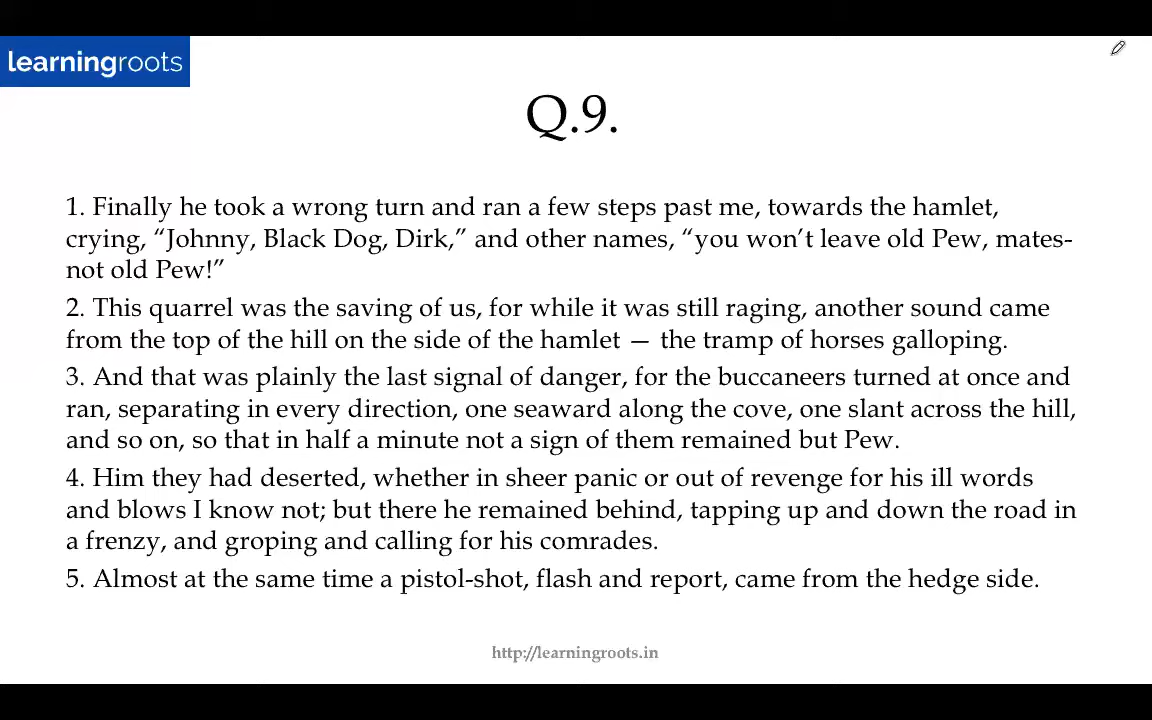 learningroots
Q.9.
1. Finally he took a wrong turn and ran a few steps past me, towards the hamlet,
crying, “Johnny, Black Dog, Dirk,” and other names, “you won’t leave old Pew, mates-
not old Pew!”
2. This quarrel was the saving of us, for while it was still raging, another sound came
from the top of the hill on the side of the hamlet — the tramp of horses galloping.
3. And that was plainly the last signal of danger, for the buccaneers turned at once and
ran, separating in every direction, one seaward along the cove, one slant across the hill,
and so on, so that in half a minute not a sign of them remained but Pew.
4. Him they had deserted, whether in sheer panic or out of revenge for his ill words
and blows I know not; but there he remained behind, tapping up and down the road in
a frenzy, and groping and calling for his comrades.
5. Almost at the same time a pistol-shot, flash and report, came from the hedge side.
http://learningroots.in